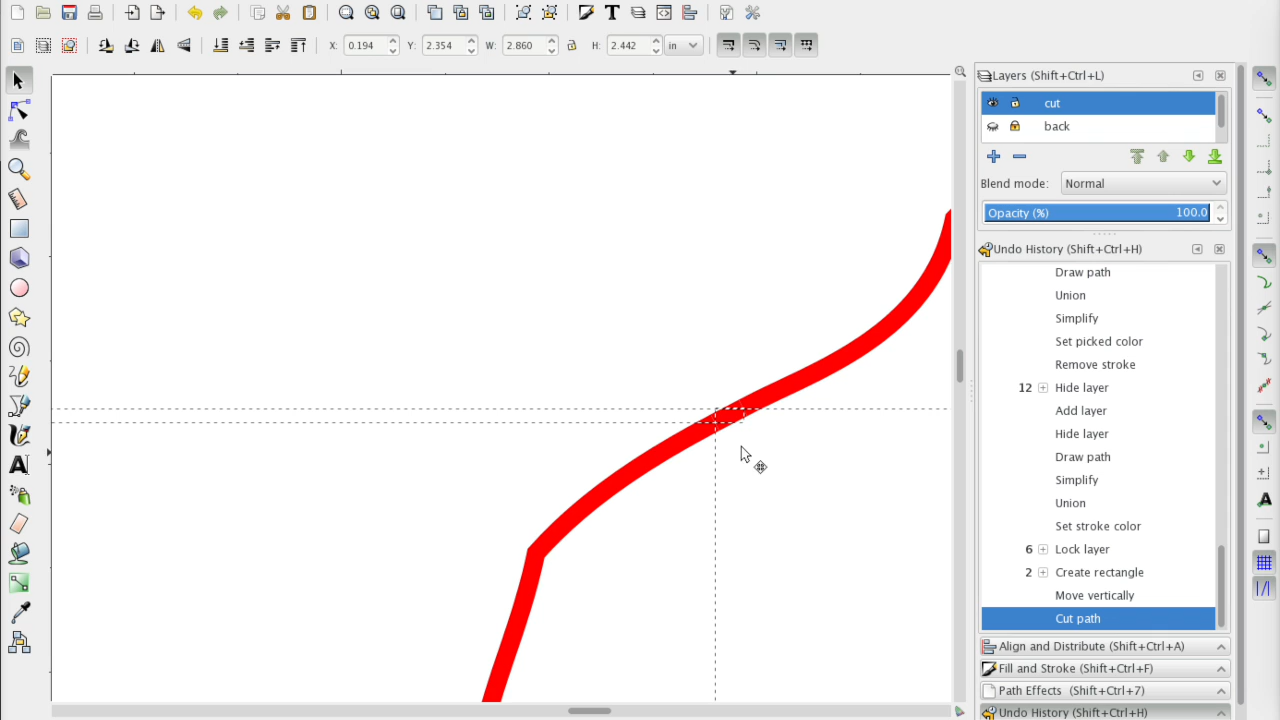 X: 0.194 Y: 2.354 W: 2.860 H: 2.442 in
Layers (Shift+Ctrl+L)
cut
back
Blend mode: Normal
Opacity (%) 100.0
Undo History (Shift+Ctrl+H)
Draw path
Union
Simplify
Set picked color
Remove stroke
12 Hide layer
Add layer
Hide layer
Draw path
Simplify
Union
Set stroke color
6 Lock layer
2 Create rectangle
Move vertically
Cut path
Align and Distribute (Shift+Ctrl+A)
Fill and Stroke (Shift+Ctrl+F)
Path Effects (Shift+Ctrl+7)
Undo History (Shift+Ctrl+H)